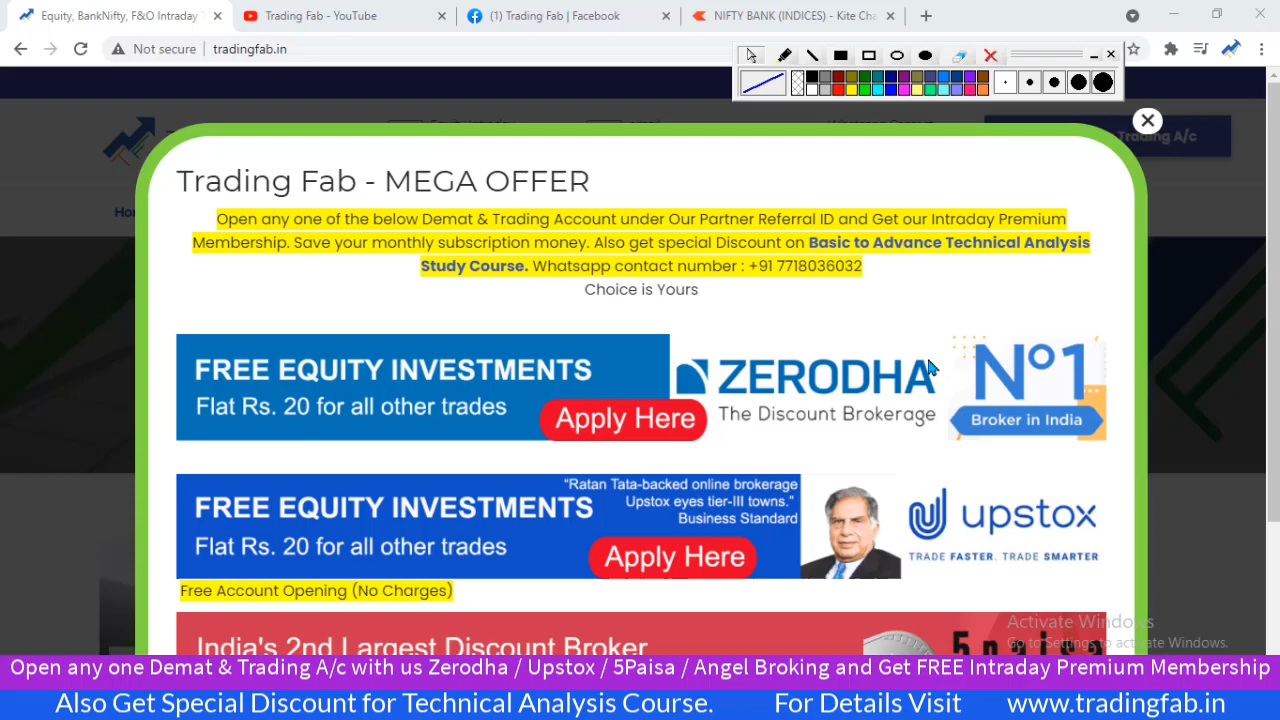 Equity, BankNifty, F&O Intraday T
Trading Fab - YouTube
(1) Trading Fab | Facebook
NIFTY BANK (INDICES) - Kite Cha
Not secure
tradingfab.in
Trading A/c
Trading Fab - MEGA OFFER
Open any one of the below Demat & Trading Account under Our Partner Referral ID and Get our Intraday Premium
Membership. Save your monthly subscription money. Also get special Discount on Basic to Advance Technical Analysis
Study Course. Whatsapp contact number : +91 7718036032
Choice is Yours
FREE EQUITY INVESTMENTS
Flat Rs. 20 for all other trades
Apply Here
ZERODHA
The Discount Brokerage
Nº1
Broker in India
"Ratan Tata-backed online brokerage
Upstox eyes tier-III towns."
Business Standard
FREE EQUITY INVESTMENTS
Flat Rs. 20 for all other trades
Apply Here
upstox
TRADE FASTER. TRADE SMARTER
Free Account Opening (No Charges)
India's 2nd Largest Discount Broker
Activate Windows
Go to Settings to activate Windows.
Open any one Demat & Trading A/c with us Zerodha / Upstox / 5Paisa / Angel Broking and Get FREE Intraday Premium Membership
Also Get Special Discount for Technical Analysis Course. For Details Visit www.tradingfab.in